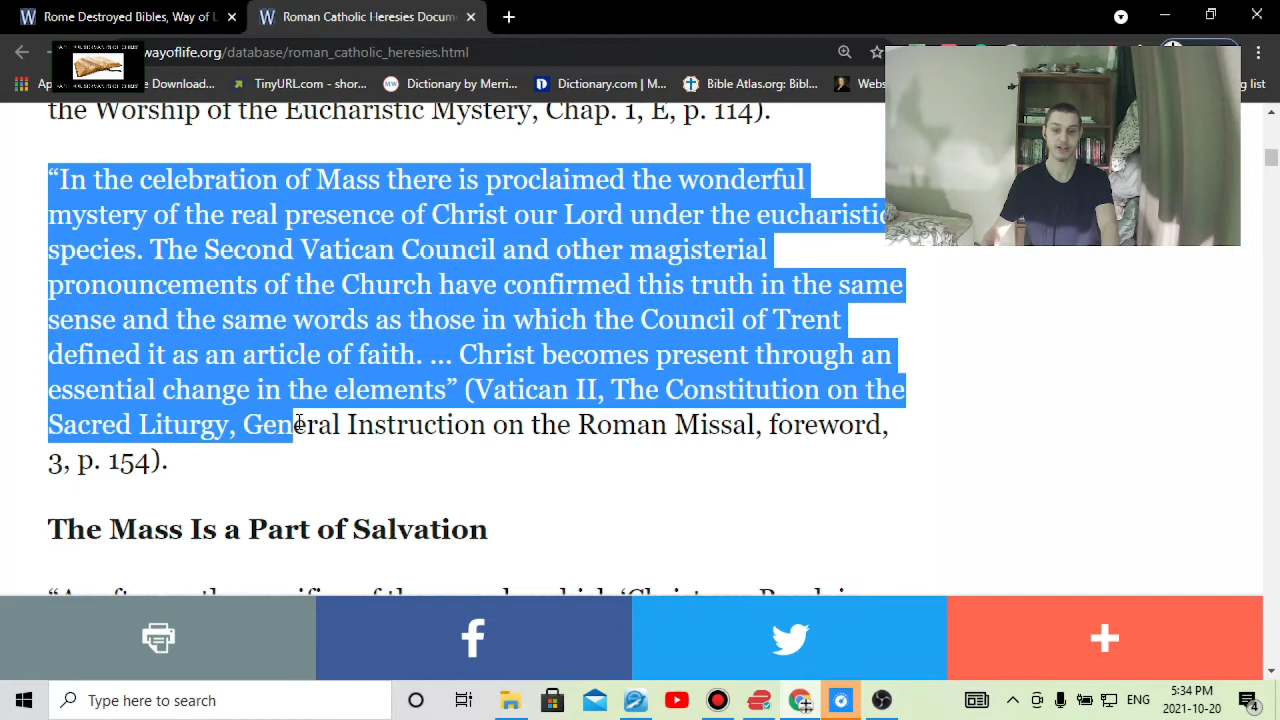 Rome Destroyed Bibles, Way of L
Roman Catholic Heresies Docum
wayoflife.org/database/roman_catholic_heresies.html
Ap
e Download...
TinyURL.com - shor...
Dictionary by Merri...
Dictionary.com | M...
Bible Atlas.org: Bibl...
Webs
g list
the Worship of the Eucharistic Mystery, Chap. 1, E, p. 114).
“In the celebration of Mass there is proclaimed the wonderful
mystery of the real presence of Christ our Lord under the eucharistic
species. The Second Vatican Council and other magisterial
pronouncements of the Church have confirmed this truth in the same
sense and the same words as those in which the Council of Trent
defined it as an article of faith. ... Christ becomes present through an
essential change in the elements” (Vatican II, The Constitution on the
Sacred Liturgy, General Instruction on the Roman Missal, foreword,
3, p. 154).
The Mass Is a Part of Salvation
Type here to search
ENG
5:34 PM
2021-10-20
4